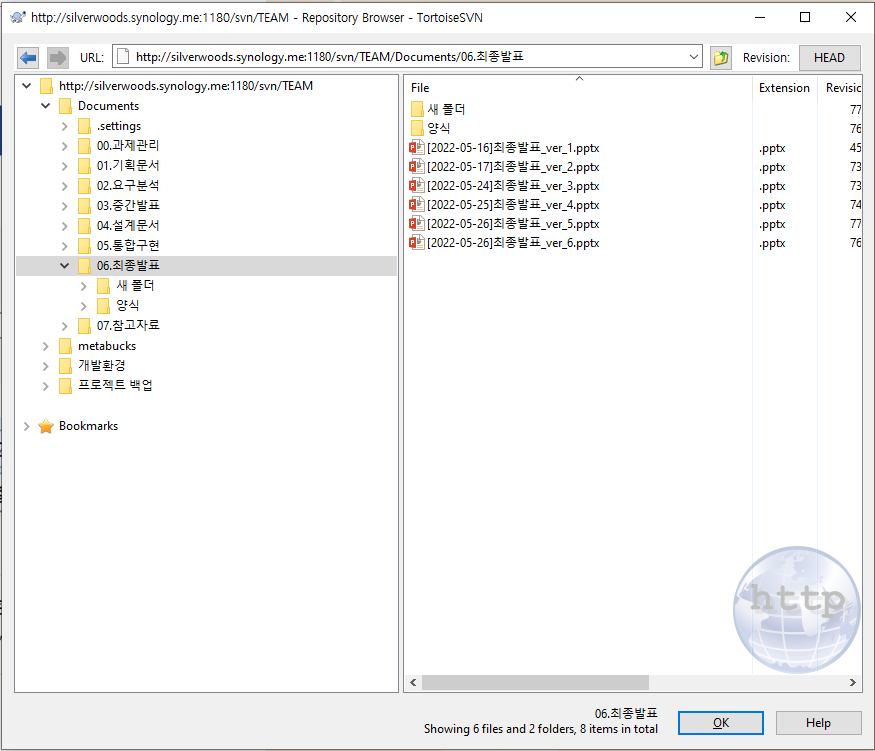 http://silverwoods.synology.me:1180/svn/TEAM - Repository Browser - TortoiseSVN
URL: http://silverwoods.synology.me:1180/svn/TEAM/Documents/06.최종발표 Revision: HEAD
http://silverwoods.synology.me:1180/svn/TEAM
Documents
.settings
00.과제관리
01.기획문서
02.요구분석
03.중간발표
04.설계문서
05.통합구현
06.최종발표
새 폴더
양식
07.참고자료
metabucks
개발환경
프로젝트 백업
Bookmarks
File Extension Revisic
새 폴더 77
양식 76
[2022-05-16]최종발표_ver_1.pptx .pptx 45
[2022-05-17]최종발표_ver_2.pptx .pptx 73
[2022-05-24]최종발표_ver_3.pptx .pptx 73
[2022-05-25]최종발표_ver_4.pptx .pptx 74
[2022-05-26]최종발표_ver_5.pptx .pptx 77
[2022-05-26]최종발표_ver_6.pptx .pptx 76
http
06.최종발표
Showing 6 files and 2 folders, 8 items in total
OK Help